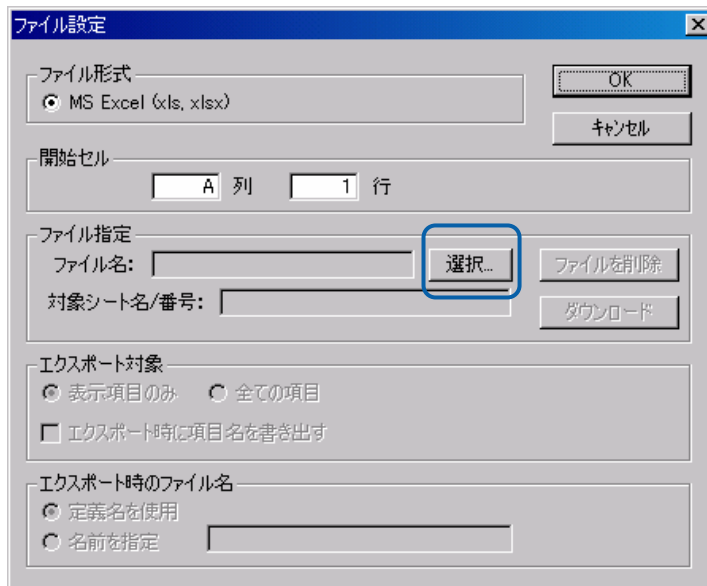 ファイル設定
ファイル形式
MS Excel (xls, xlsx)
OK
キャンセル
開始セル
A 列 1 行
ファイル指定
ファイル名: 選択... ファイルを削除
対象シート名/番号: ダウンロード
エクスポート対象
表示項目のみ 全ての項目
エクスポート時に項目名を書き出す
エクスポート時のファイル名
定義名を使用
名前を指定